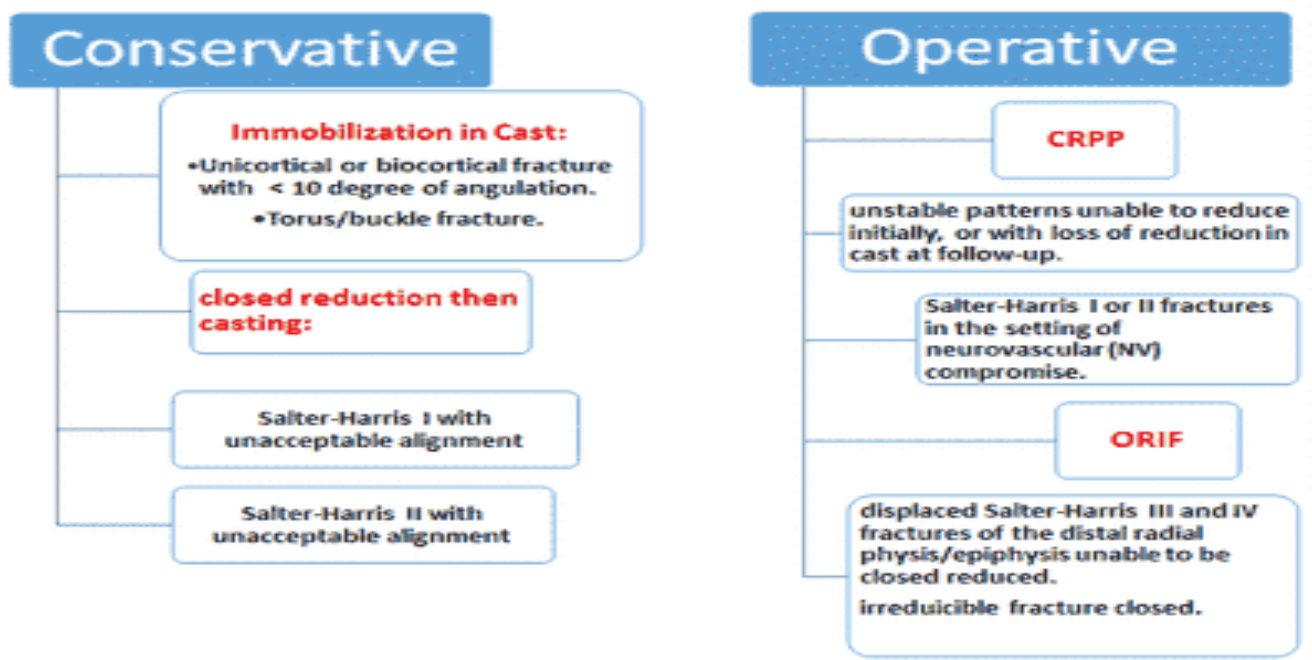 Conservative
Immobilization in Cast:
•Unicortical or biocortical fracture
with < 10 degree of angulation.
•Torus/buckle fracture.
closed reduction then
casting:
Salter-Harris I with
unacceptable alignment
Salter-Harris II with
unacceptable alignment
Operative
CRPP
unstable patterns unable to reduce
initially, or with loss of reduction in
cast at follow-up.
Salter-Harris I or II fractures
in the setting of
neurovascular (NV)
compromise.
ORIF
displaced Salter-Harris III and IV
fractures of the distal radial
physis/epiphysis unable to be
closed reduced.
irreduicible fracture closed.